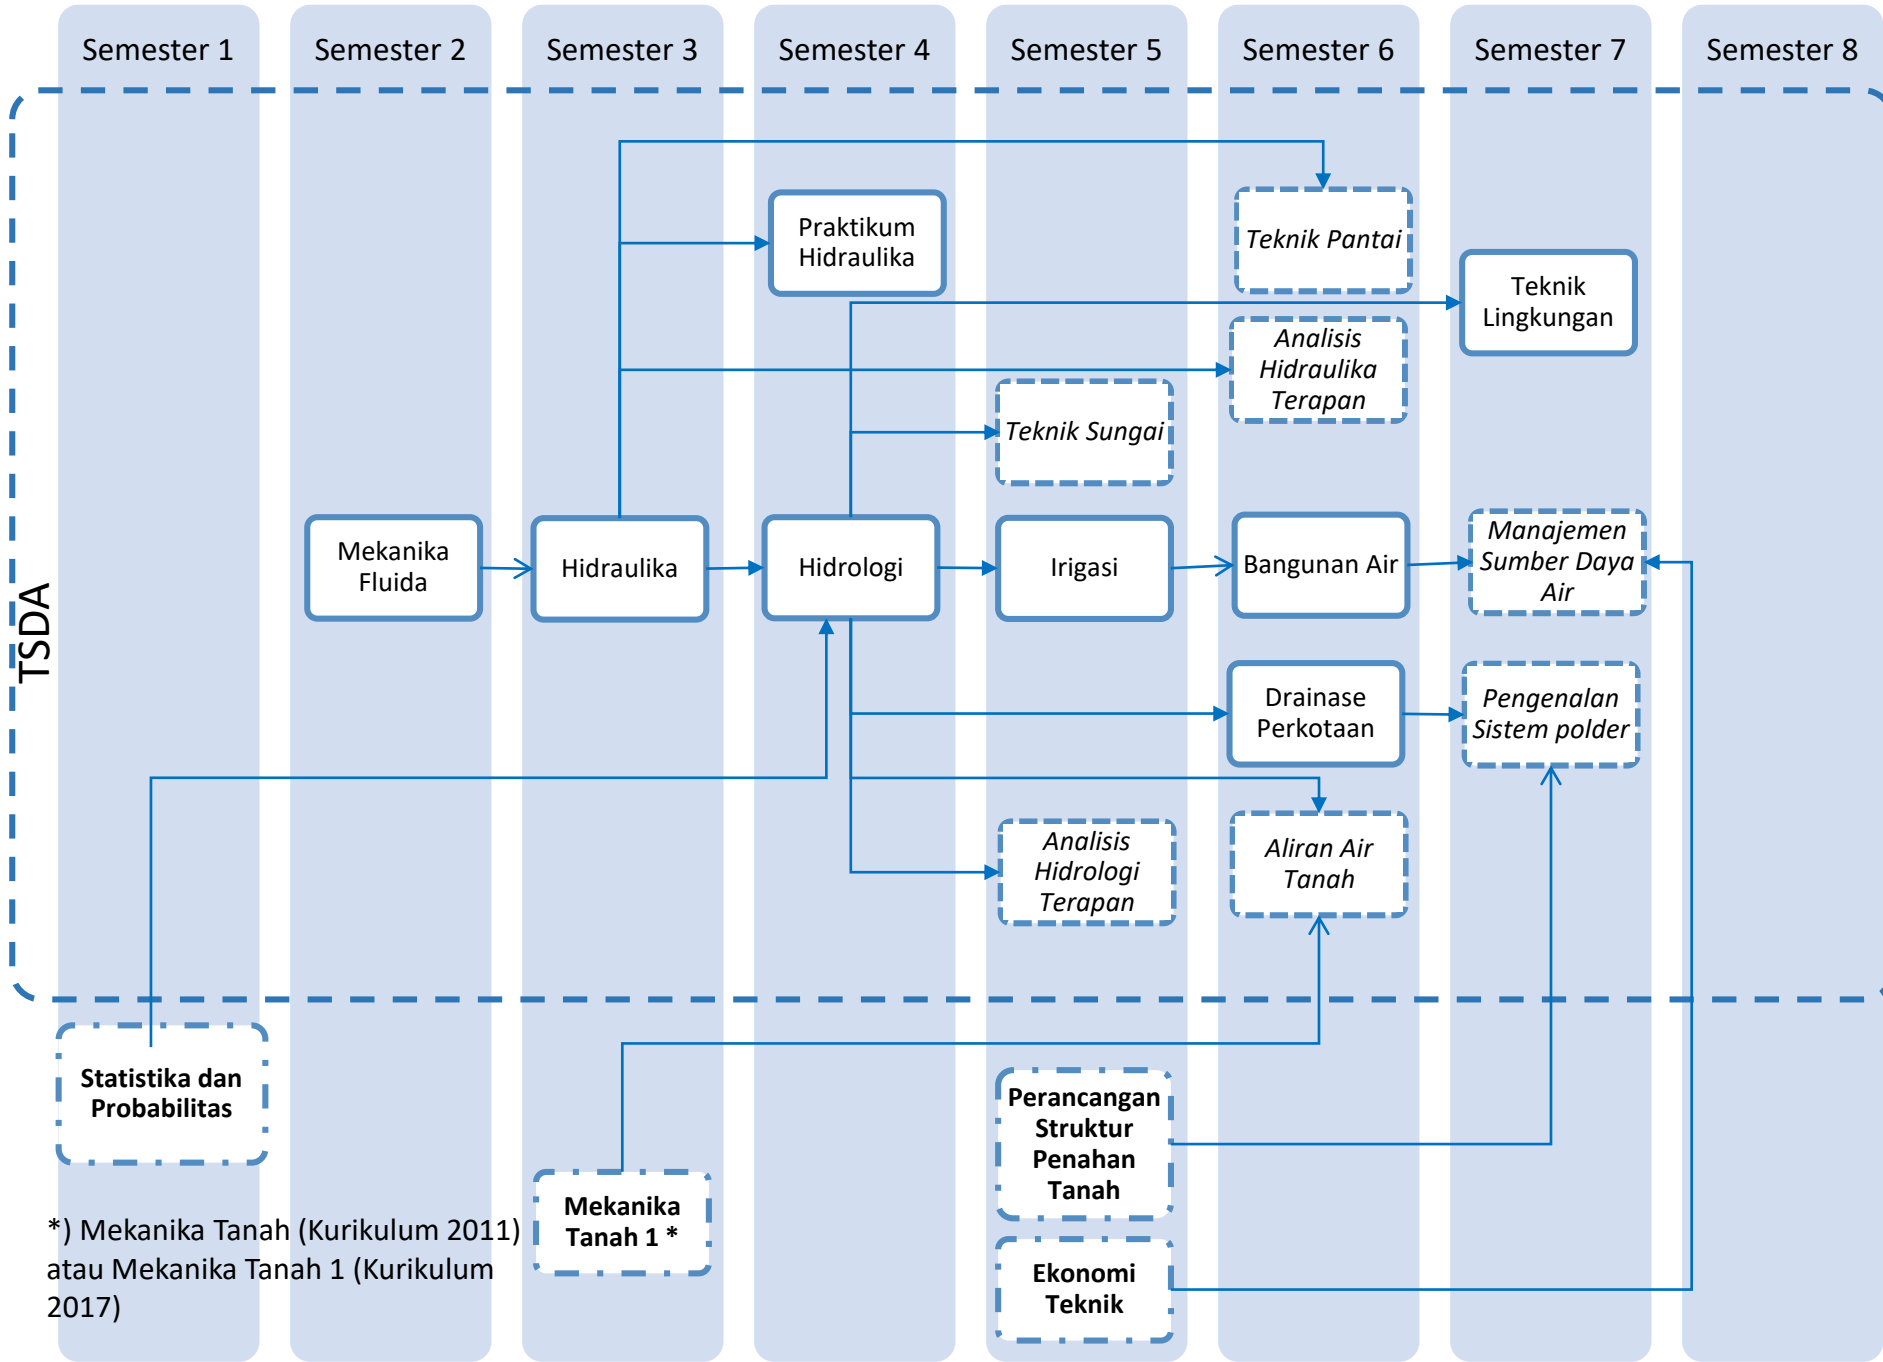 Semester 1
Semester 2
Semester 3
Semester 4
Semester 5
Semester 6
Semester 7
Semester 8
TSDA
Praktikum
Hidraulika
Teknik Pantai
Teknik
Lingkungan
Analisis
Hidraulika
Terapan
Teknik Sungai
Mekanika
Fluida
Hidraulika
Hidrologi
Irigasi
Bangunan Air
Manajemen
Sumber Daya
Air
Drainase
Perkotaan
Pengenalan
Sistem polder
Analisis
Hidrologi
Terapan
Aliran Air
Tanah
Statistika dan
Probabilitas
Mekanika
Tanah 1 *
Perancangan
Struktur
Penahan
Tanah
Ekonomi
Teknik
*) Mekanika Tanah (Kurikulum 2011)
atau Mekanika Tanah 1 (Kurikulum
2017)